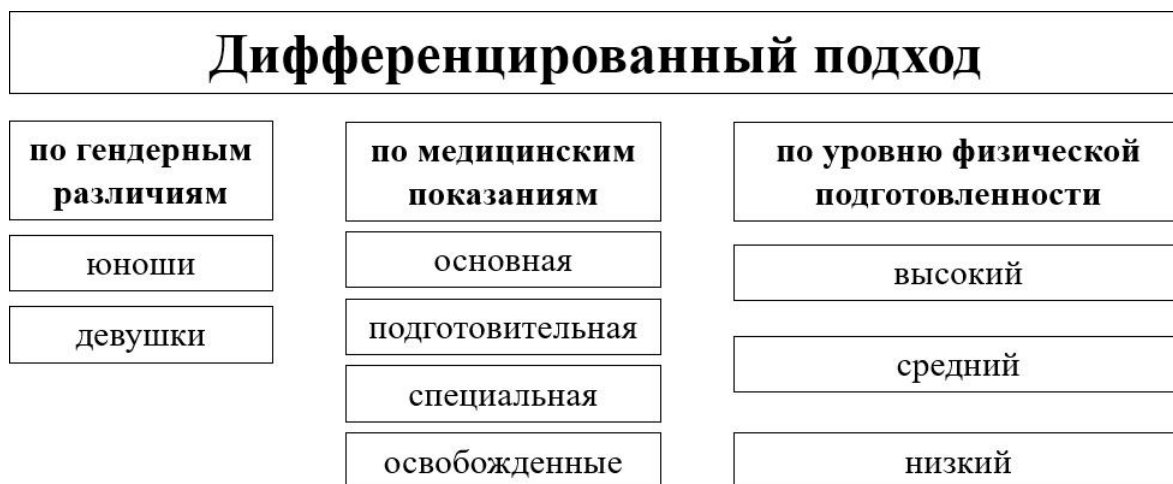 Дифференцированный подход
по гендерным
различиям
юноши
девушки
по медицинским
показаниям
основная
подготовительная
специальная
освобожденные
по уровню физической
подготовленности
высокий
средний
низкий